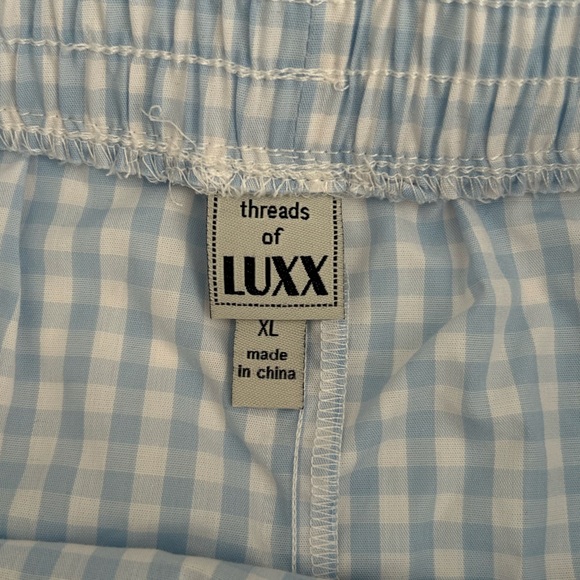 threads
of
LUXX
XL
made
in china